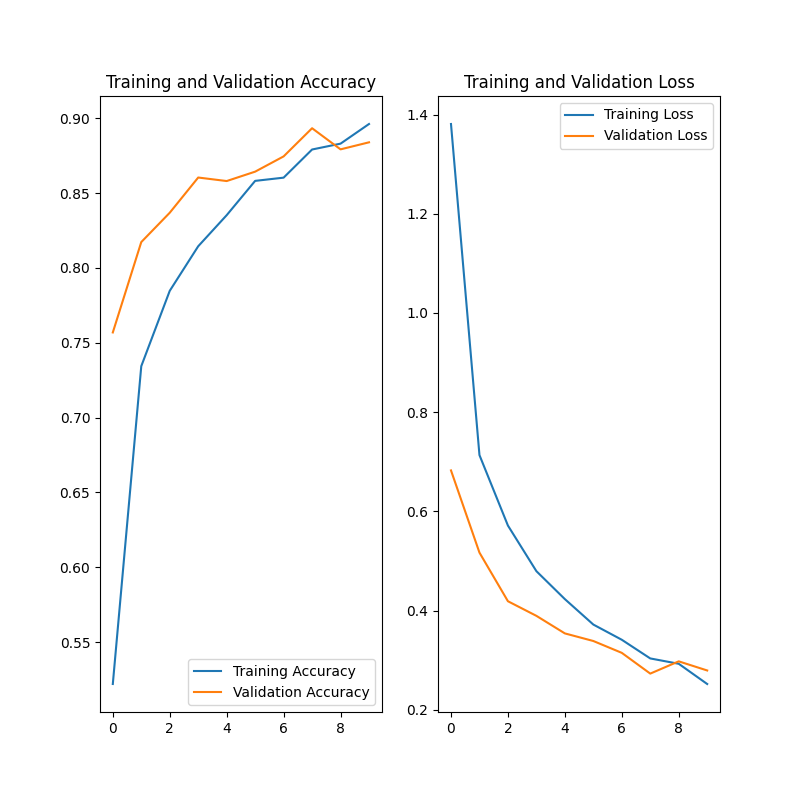 Training and Validation Accuracy
0.90
0.85
0.80
0.75
0.70
0.65
0.60
0.55
0 2 4 6 8
Training Accuracy
Validation Accuracy
Training and Validation Loss
1.4
1.2
1.0
0.8
0.6
0.4
0.2
0 2 4 6 8
Training Loss
Validation Loss